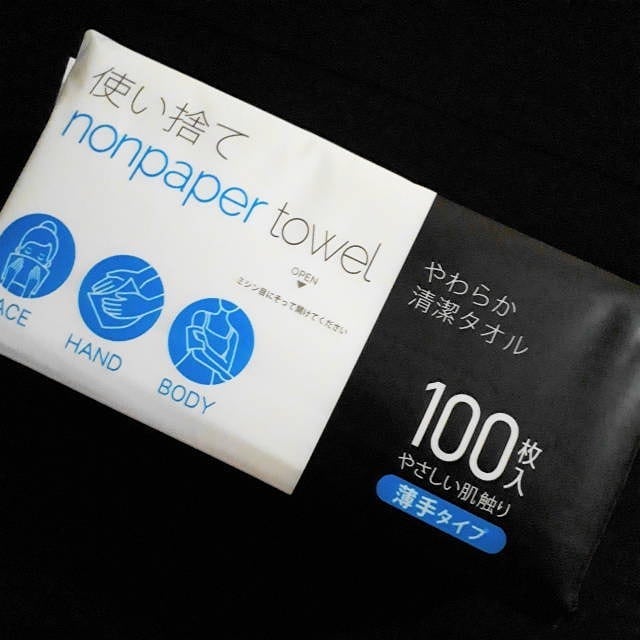 使い捨て
nonpaper towel
OPEN
ミシン目にそって開けてください
ACE
HAND
BODY
やわらか
清潔タオル
100枚入
やさしい肌触り
薄手タイプ